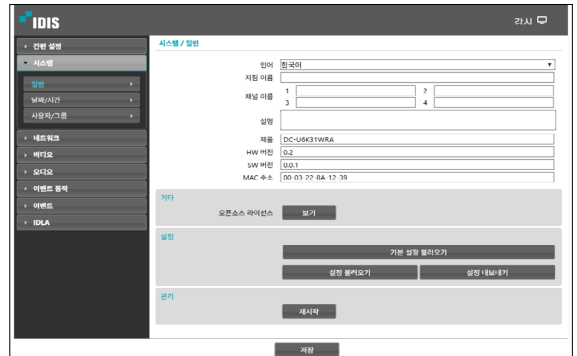 IDIS
감시
간편 설정
시스템
일반
날짜/시간
사용자/그룹
네트워크
비디오
오디오
이벤트 동작
이벤트
IDLA
시스템 / 일반
언어 한국어
지점 이름
채널 이름 1 2
3 4
설명
제품 DC-U6K31WRA
HW 버전 0.2
SW 버전 0.0.1
MAC 주소 00-03-22-8A-12-39
기타
오픈소스 라이선스 보기
설정
기본 설정 불러오기
설정 불러오기 설정 내보내기
관리
재시작
저장